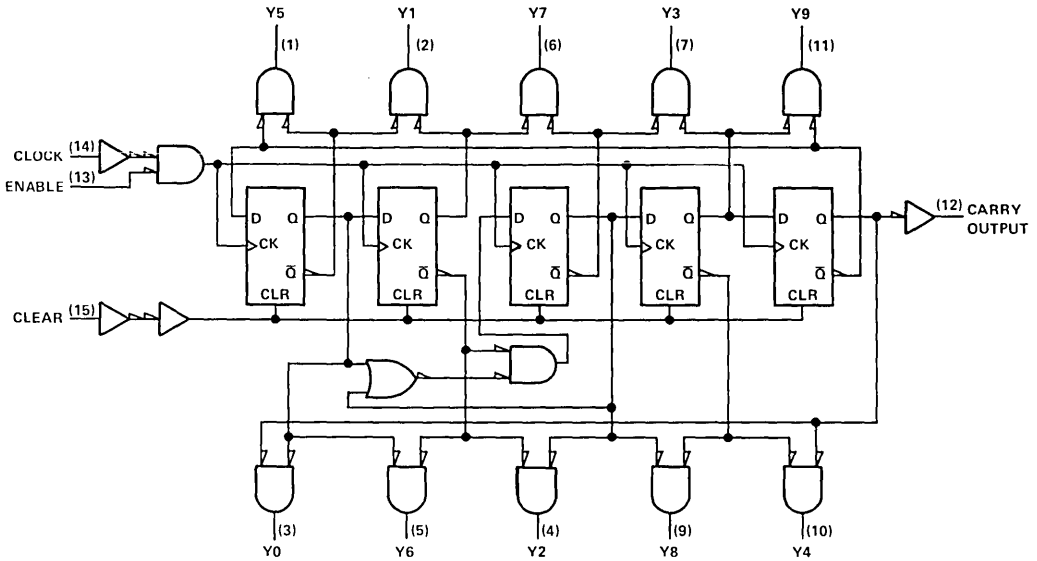 Y5 Y1 Y7 Y3 Y9
(1) (2) (6) (7) (11)
CLOCK (14)
ENABLE (13)
D Q D Q D Q D Q D Q
(12) CARRY
OUTPUT
CK CK CK CK CK
Q̅ Q̅ Q̅ Q̅ Q̅
CLR CLR CLR CLR CLR
CLEAR (15)
(3) (5) (4) (9) (10)
Y0 Y6 Y2 Y8 Y4